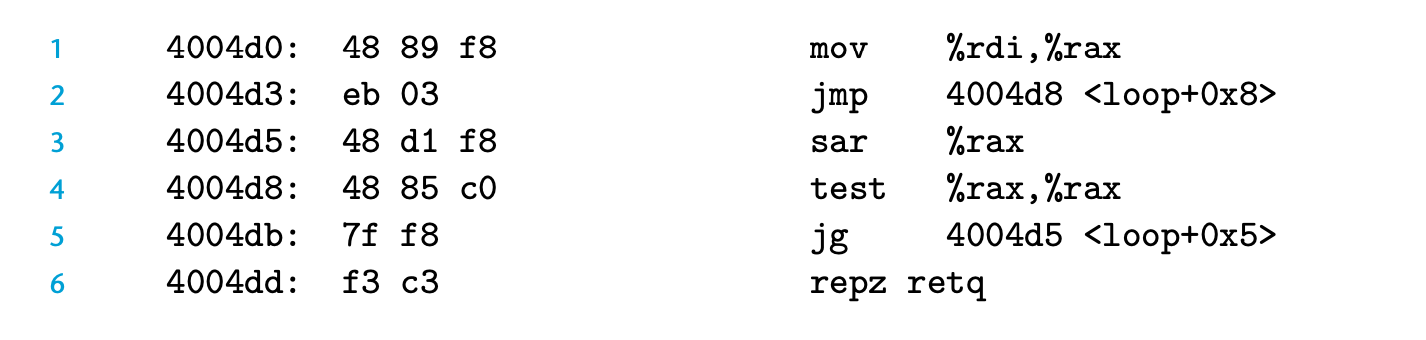 1 4004d0: 48 89 f8 mov %rdi,%rax
2 4004d3: eb 03 jmp 4004d8 <loop+0x8>
3 4004d5: 48 d1 f8 sar %rax
4 4004d8: 48 85 c0 test %rax,%rax
5 4004db: 7f f8 jg 4004d5 <loop+0x5>
6 4004dd: f3 c3 repz retq